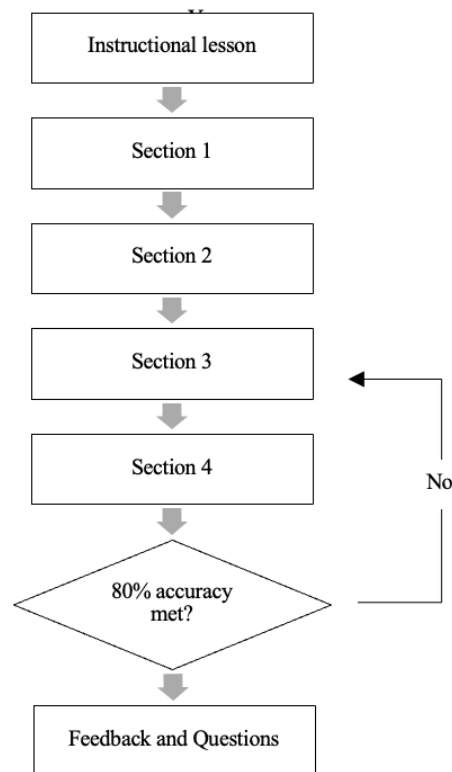 Instructional lesson
Section 1
Section 2
Section 3
Section 4
No
80% accuracy
met?
Feedback and Questions